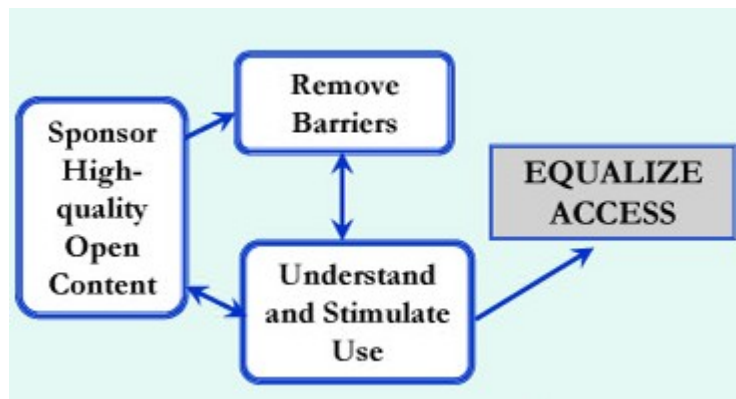 Sponsor
High-
quality
Open
Content
Remove
Barriers
Understand
and Stimulate
Use
EQUALIZE
ACCESS